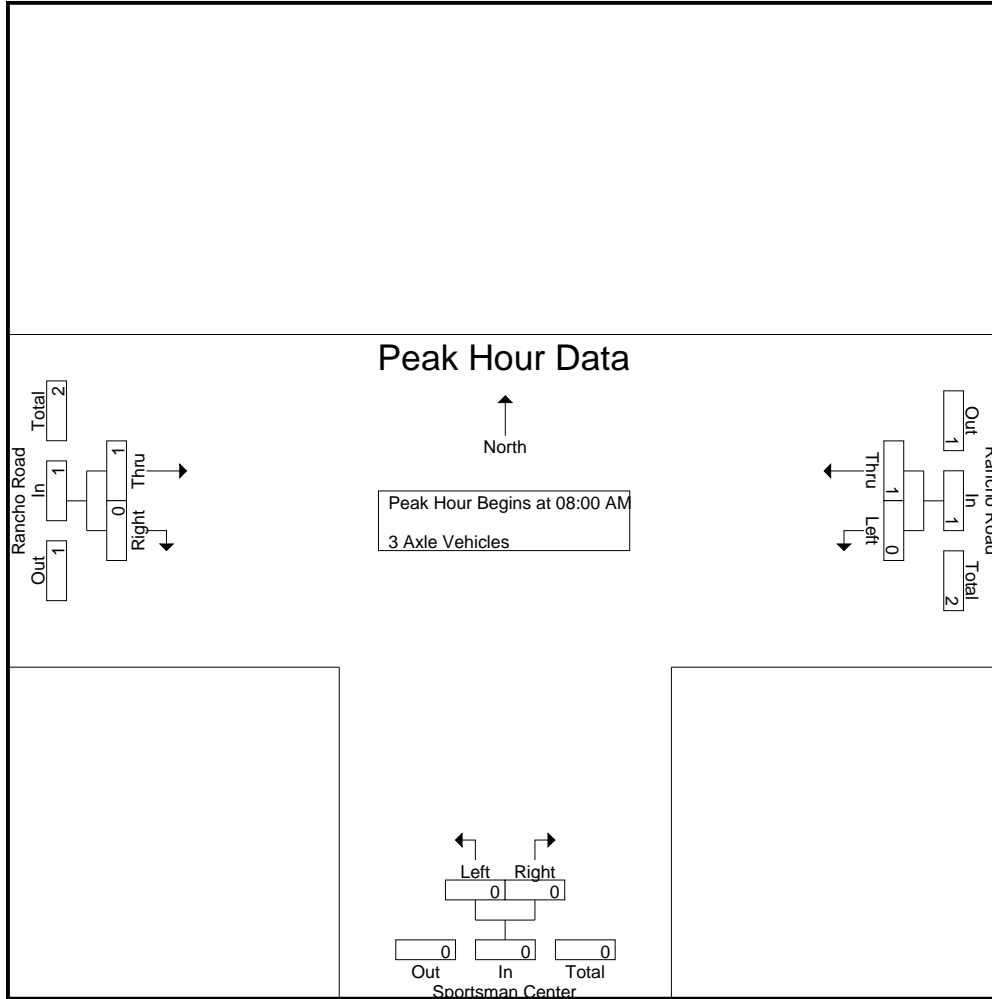 Peak Hour Data
North
Peak Hour Begins at 08:00 AM
3 Axle Vehicles
Rancho Road
Total
2
In
1
Out
1
Thru
1
Right
0
Rancho Road
Out
1
In
1
Total
2
Thru
1
Left
0
Left Right
0 0
0 0 0
Out In Total
Sportsman Center